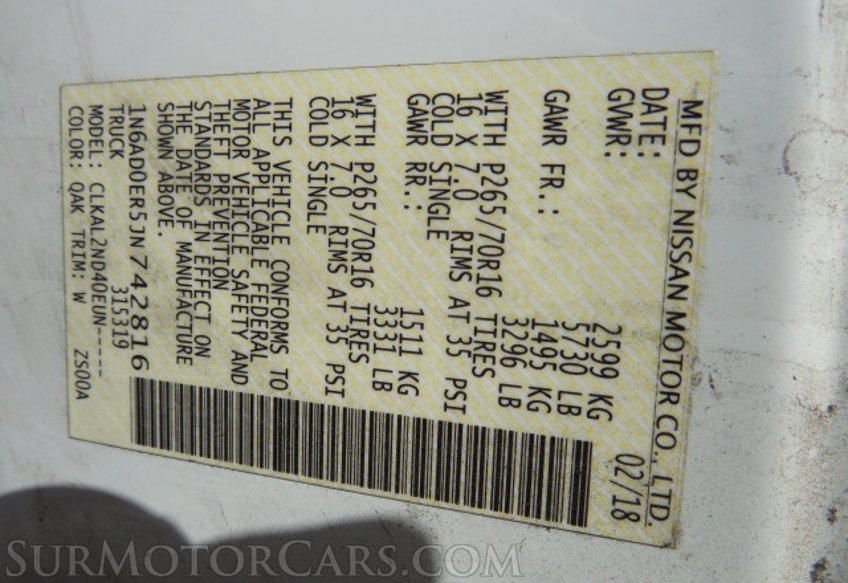 MFD BY NISSAN MOTOR CO., LTD.
DATE: 02/18
GVWR: 2599 KG
5730 LB
GAWR FR.: 1495 KG
3296 LB
WITH P265/70R16 TIRES
16 X 7.0 RIMS AT 35 PSI
COLD SINGLE
GAWR RR.: 1511 KG
3331 LB
WITH P265/70R16 TIRES
16 X 7.0 RIMS AT 35 PSI
COLD SINGLE
THIS VEHICLE CONFORMS TO
ALL APPLICABLE FEDERAL
MOTOR VEHICLE SAFETY AND
THEFT PREVENTION
STANDARDS IN EFFECT ON
THE DATE OF MANUFACTURE
SHOWN ABOVE.
1N6AD0ER5JN742816
TRUCK 315319
MODEL: CLKAL2ND40EUN-----
COLOR: QAK TRIM: W ZS00A
SURMOTORCARS.COM